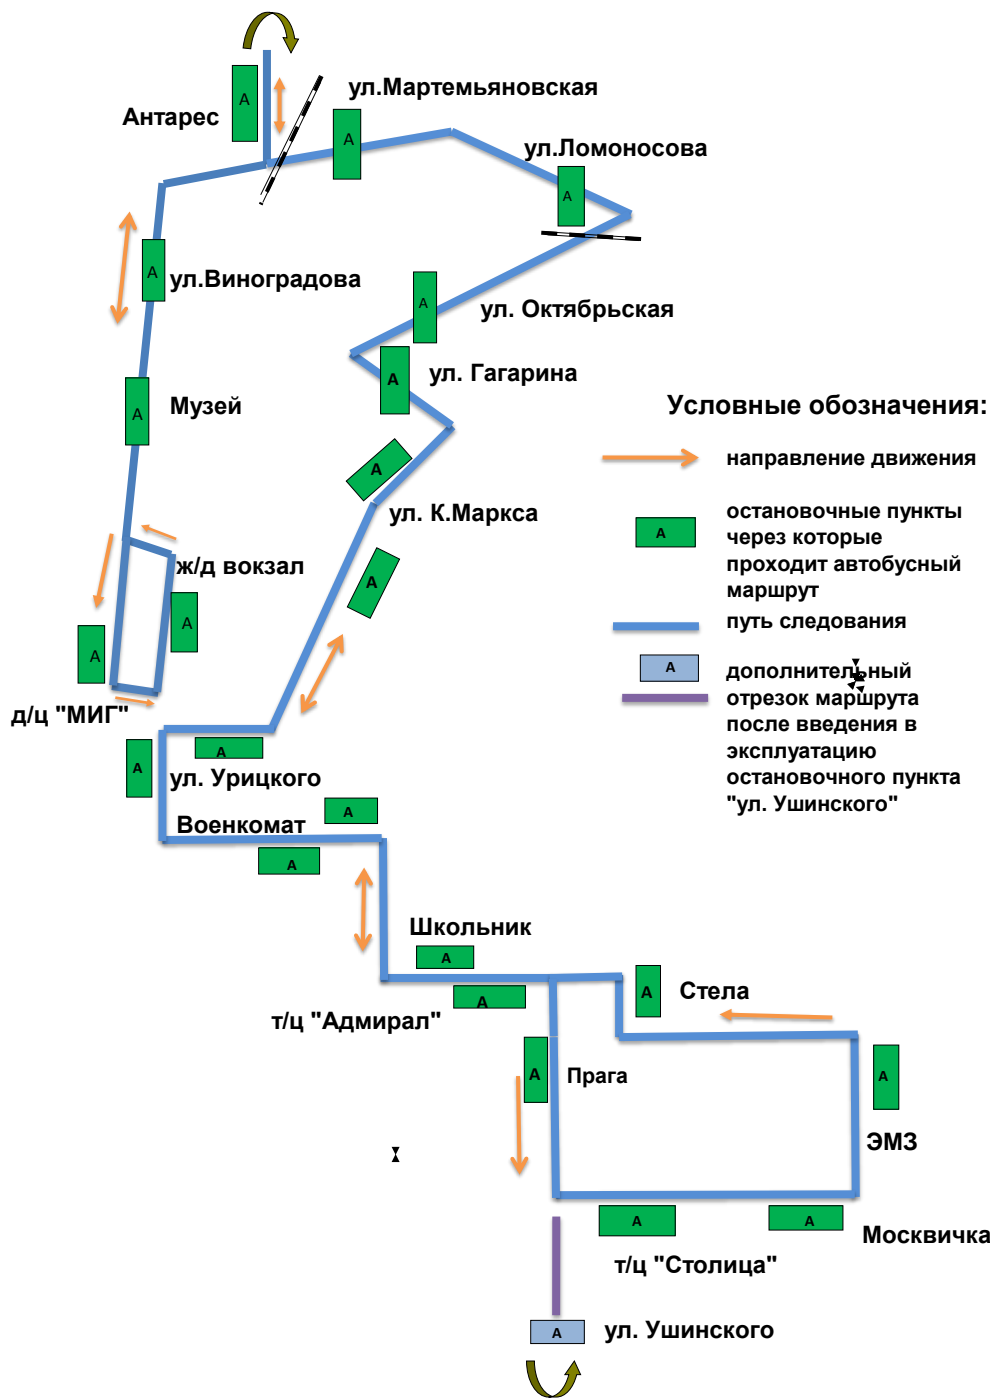 А
Антарес
ул.Мартемьяновская
А
ул.Ломоносова
А
А
ул.Виноградова
А
ул. Октябрьская
А
ул. Гагарина
Музей
А
Условные обозначения:
направление движения
А
ул. К.Маркса
А
остановочные пункты
через которые
проходит автобусный
маршрут
А
ж/д вокзал
А
А
путь следования
А
д/ц "МИГ"
А
дополнительный
отрезок маршрута
после введения в
эксплуатацию
остановочного пункта
"ул. Ушинского"
А
А
ул. Урицкого
Военкомат
А
А
Школьник
А
т/ц "Адмирал"
А
А
Стела
А
Прага
А
ЭМЗ
А
А
Москвичка
т/ц "Столица"
А
ул. Ушинского